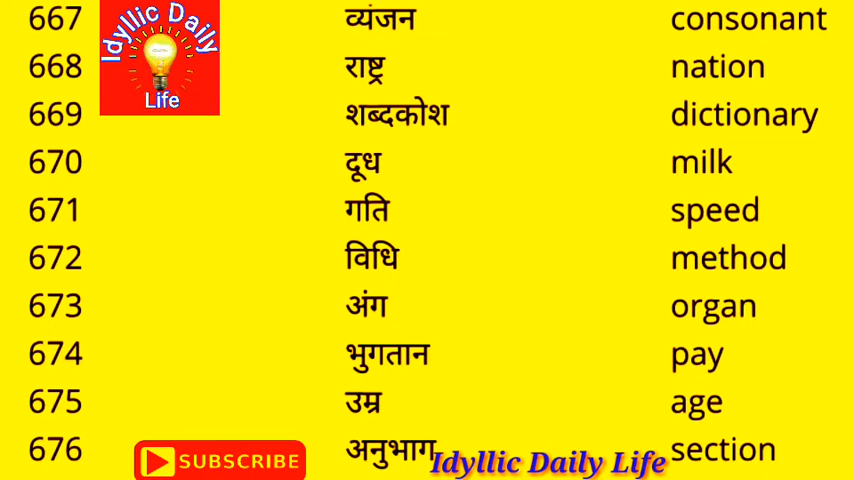 667 व्यंजन consonant
Idyllic Daily
Life
668 राष्ट्र nation
669 शब्दकोश dictionary
670 दूध milk
671 गति speed
672 विधि method
673 अंग organ
674 भुगतान pay
675 उम्र age
676 अनुभाग section
SUBSCRIBE
Idyllic Daily Life